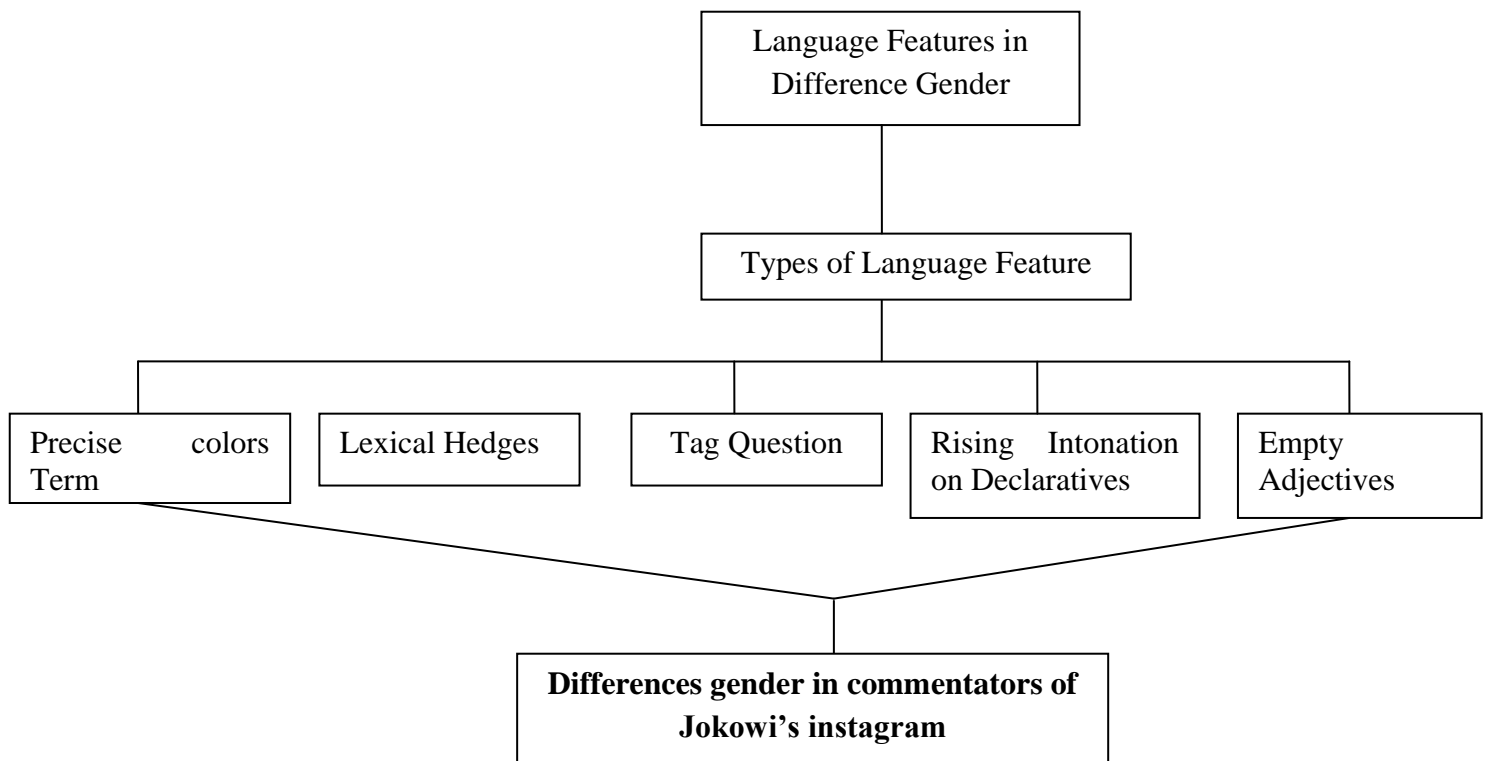 Language Features in
Difference Gender
Types of Language Feature
Precise colors
Term
Lexical Hedges
Tag Question
Rising Intonation
on Declaratives
Empty
Adjectives
Differences gender in commentators of
Jokowi’s instagram